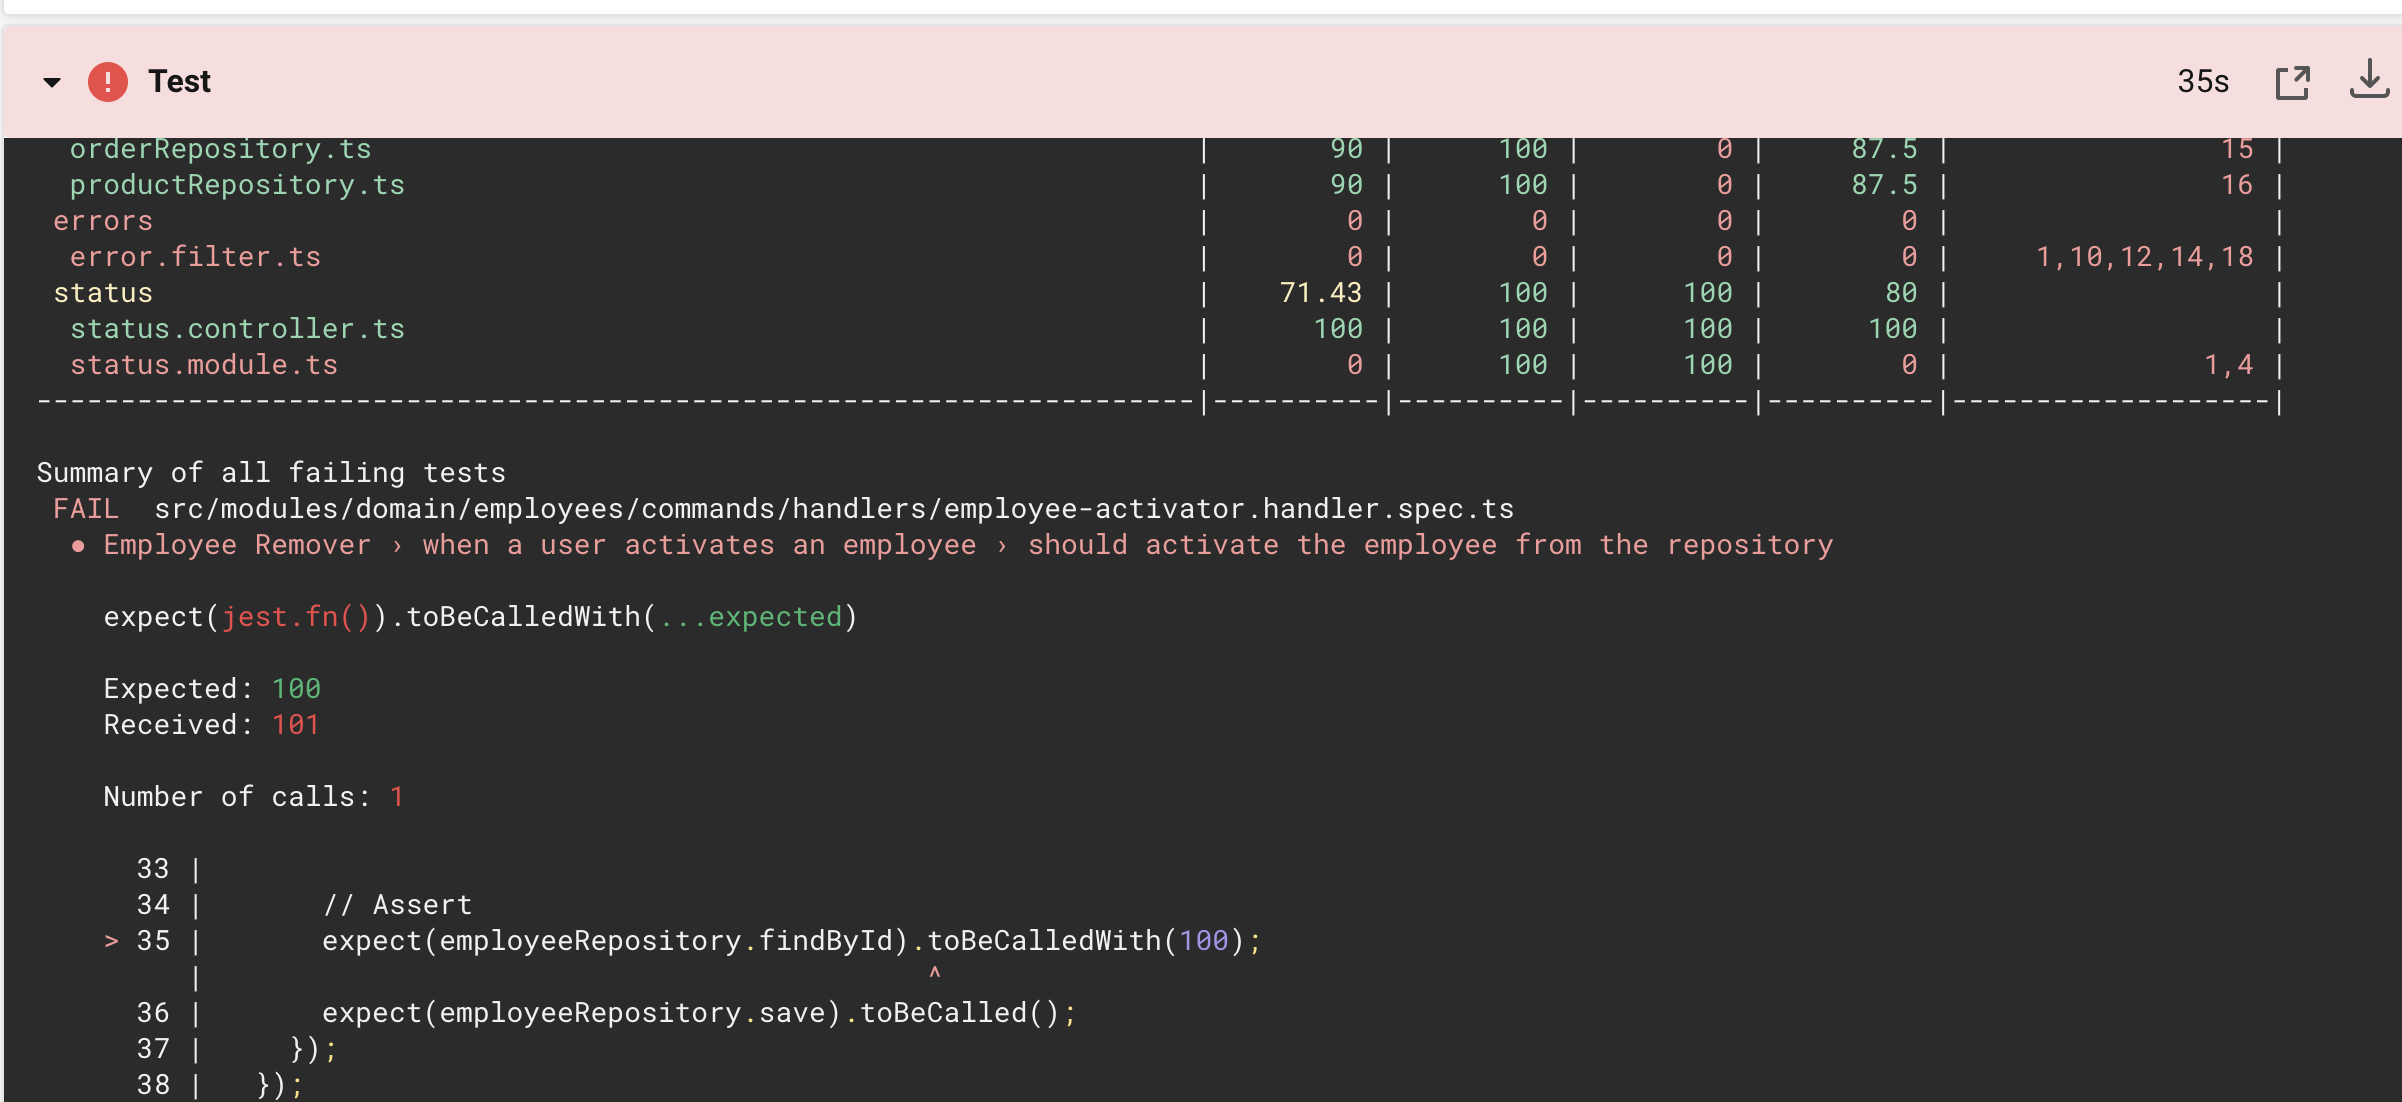 Test 35s
orderRepository.ts | 90 | 100 | 0 | 87.5 | 15 |
productRepository.ts | 90 | 100 | 0 | 87.5 | 16 |
errors | 0 | 0 | 0 | 0 | |
error.filter.ts | 0 | 0 | 0 | 0 | 1,10,12,14,18 |
status | 71.43 | 100 | 100 | 80 | |
status.controller.ts | 100 | 100 | 100 | 100 | |
status.module.ts | 0 | 100 | 100 | 0 | 1,4 |
---------------------------------------------------------------------|----------|----------|----------|----------|-------------------|
Summary of all failing tests
FAIL src/modules/domain/employees/commands/handlers/employee-activator.handler.spec.ts
● Employee Remover › when a user activates an employee › should activate the employee from the repository
expect(jest.fn()).toBeCalledWith(...expected)
Expected: 100
Received: 101
Number of calls: 1
33 |
34 | // Assert
> 35 | expect(employeeRepository.findById).toBeCalledWith(100);
| ^
36 | expect(employeeRepository.save).toBeCalled();
37 | });
38 | });